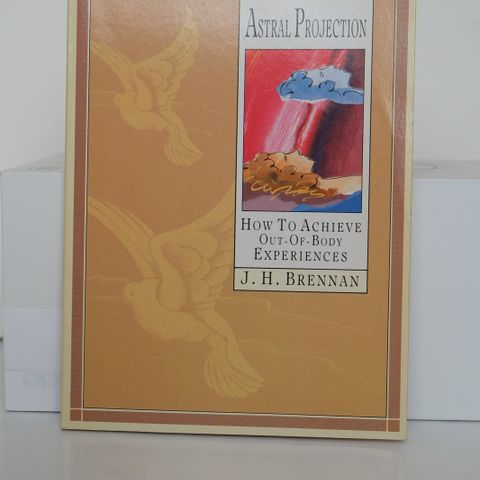 ASTRAL PROJECTION
HOW TO ACHIEVE
OUT-OF-BODY
EXPERIENCES
J. H. BRENNAN